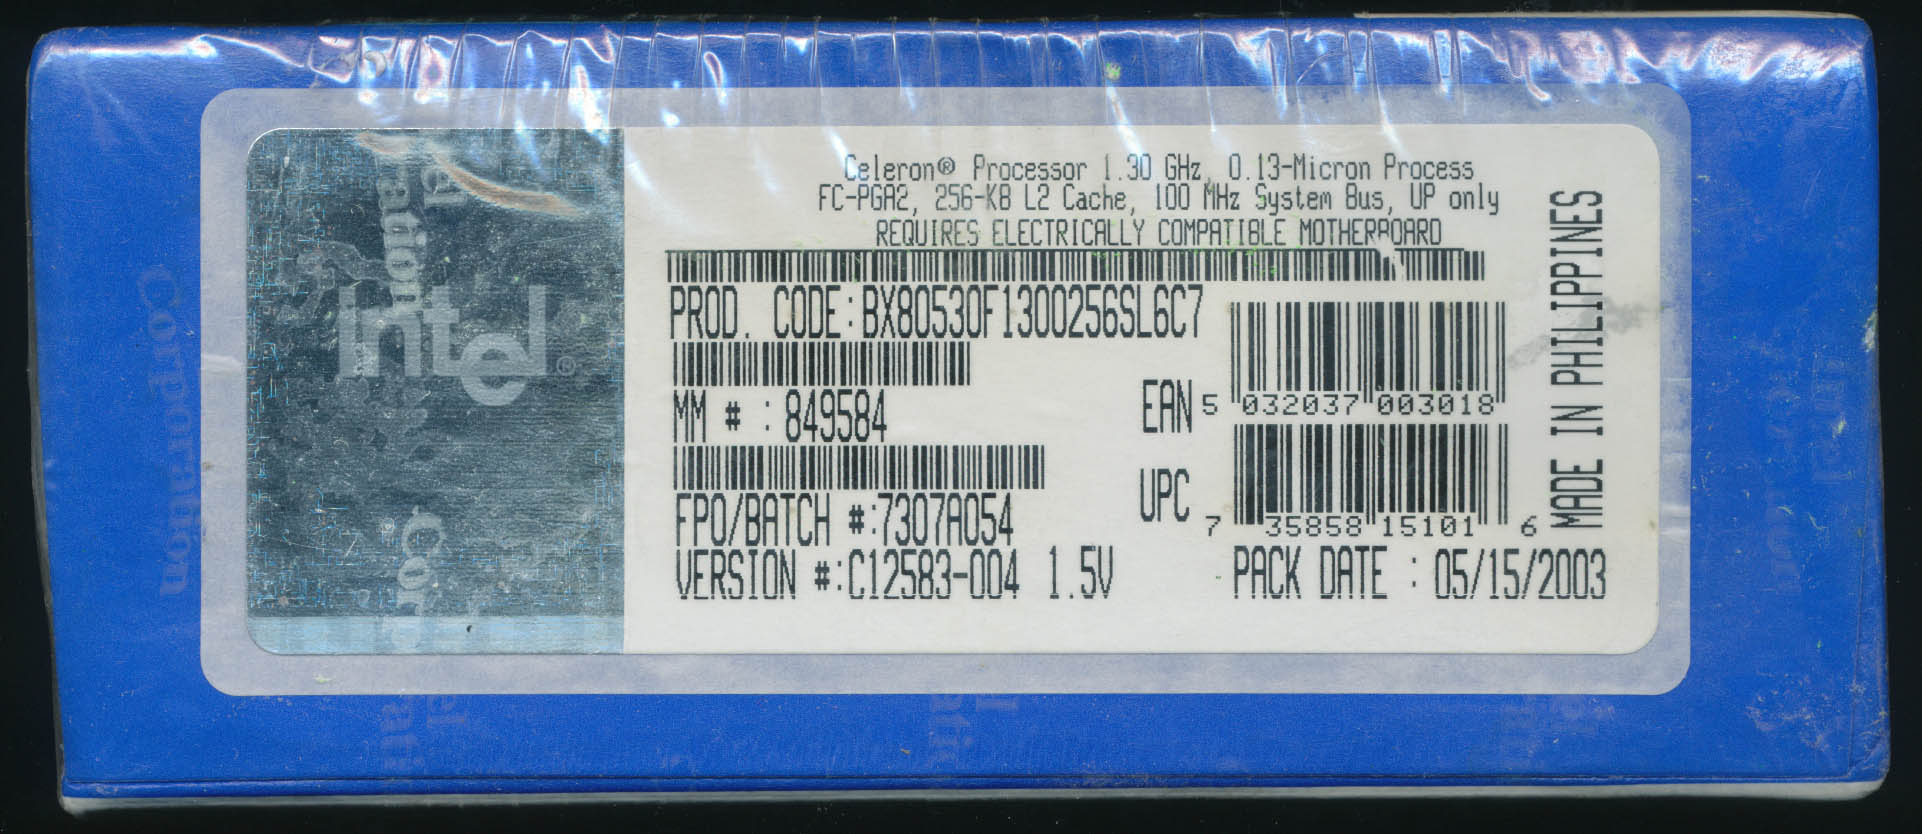 Celeron® Processor 1.30 GHz, 0.13-Micron Process
FC-PGA2, 256-KB L2 Cache, 100 MHz System Bus, UP only
REQUIRES ELECTRICALLY COMPATIBLE MOTHERBOARD
PROD. CODE:BX80530F1300256SL6C7
MM # : 849584
FPO/BATCH #:7307A054
VERSION #:C12583-004 1.5V
EAN 5 032037 003018
UPC 7 35858 15101 6
PACK DATE : 05/15/2003
MADE IN PHILIPPINES
intel®
Corporation